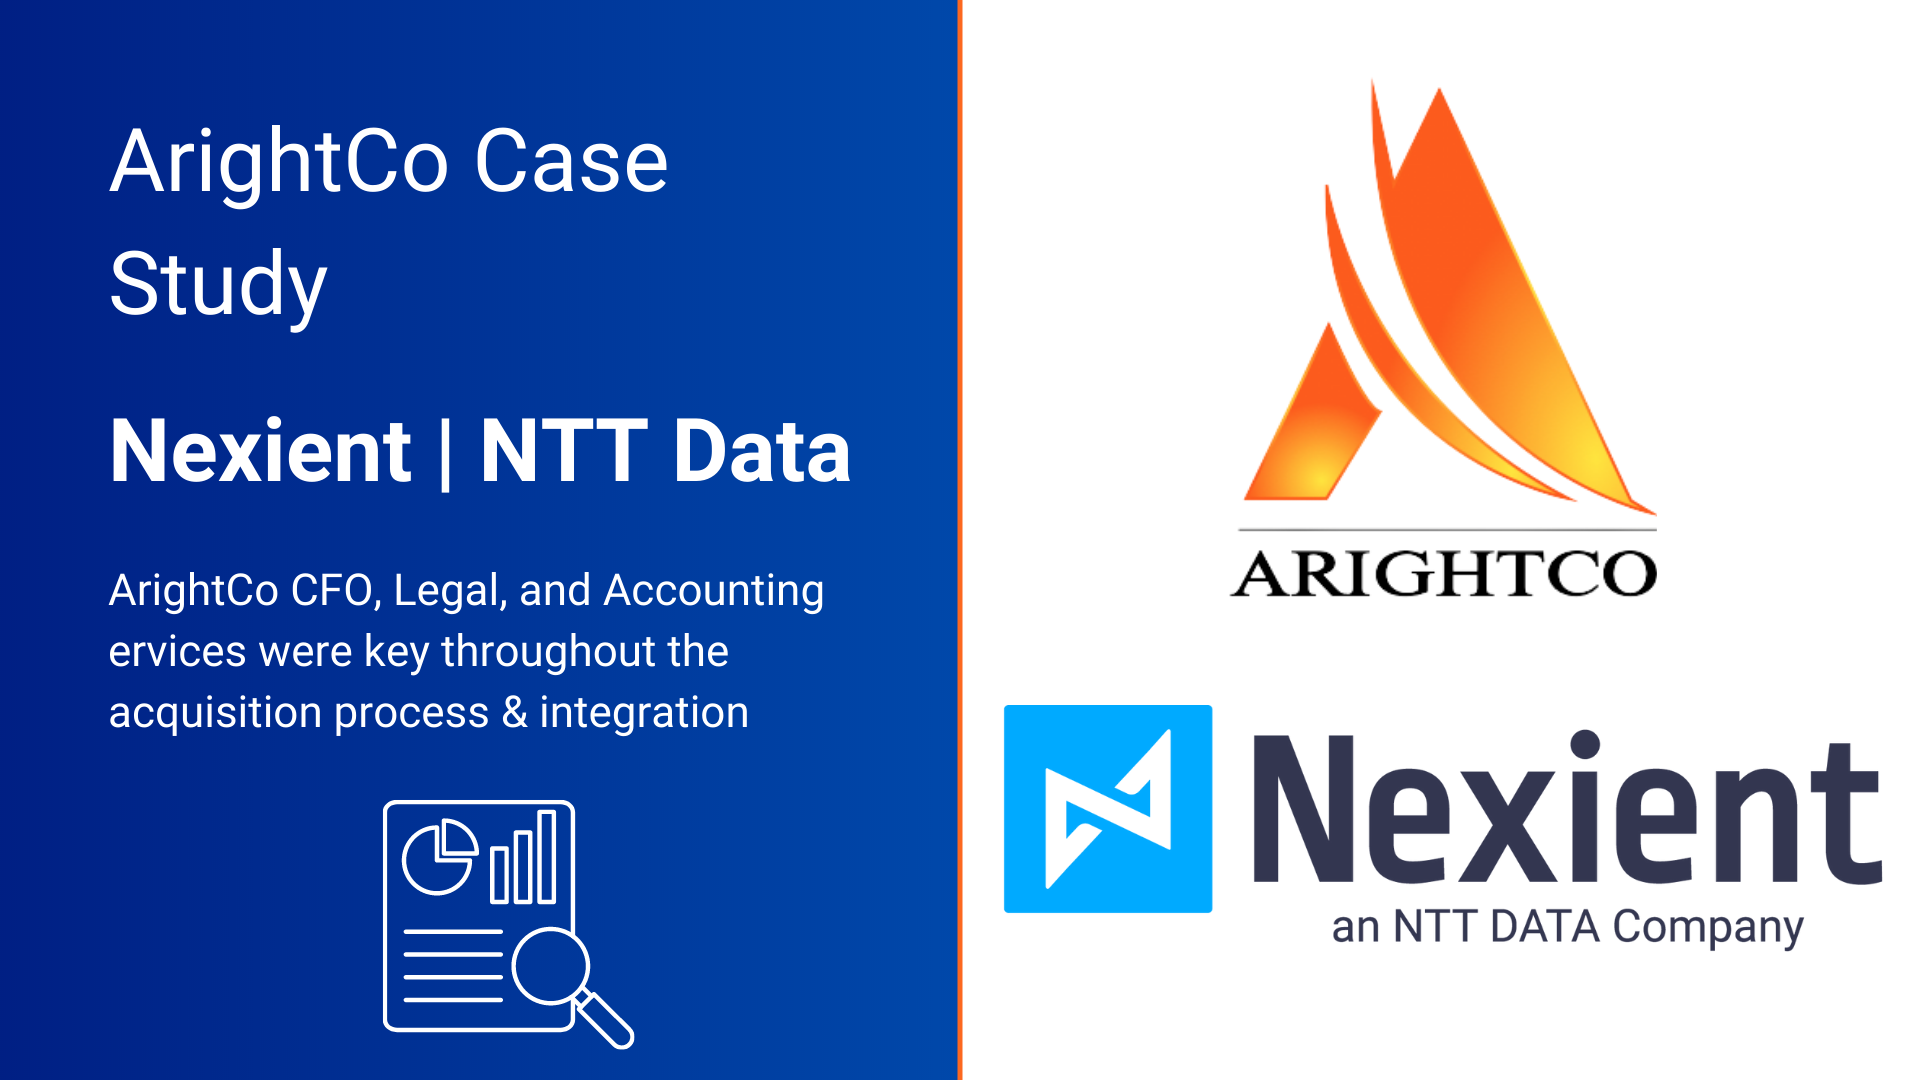 ArightCo Case
Study
Nexient | NTT Data
ArightCo CFO, Legal, and Accounting
ervices were key throughout the
acquisition process & integration
ARIGHTCO
Nexient
an NTT DATA Company